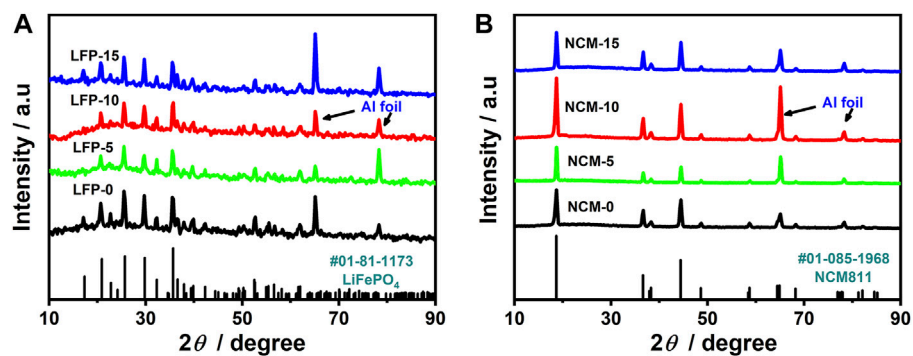 A
Intensity / a.u
LFP-15
LFP-10
Al foil
LFP-5
LFP-0
#01-81-1173
LiFePO4
10 30 50 70 90
2θ / degree
B
Intensity / a.u
NCM-15
NCM-10
Al foil
NCM-5
NCM-0
#01-085-1968
NCM811
10 30 50 70 90
2θ / degree